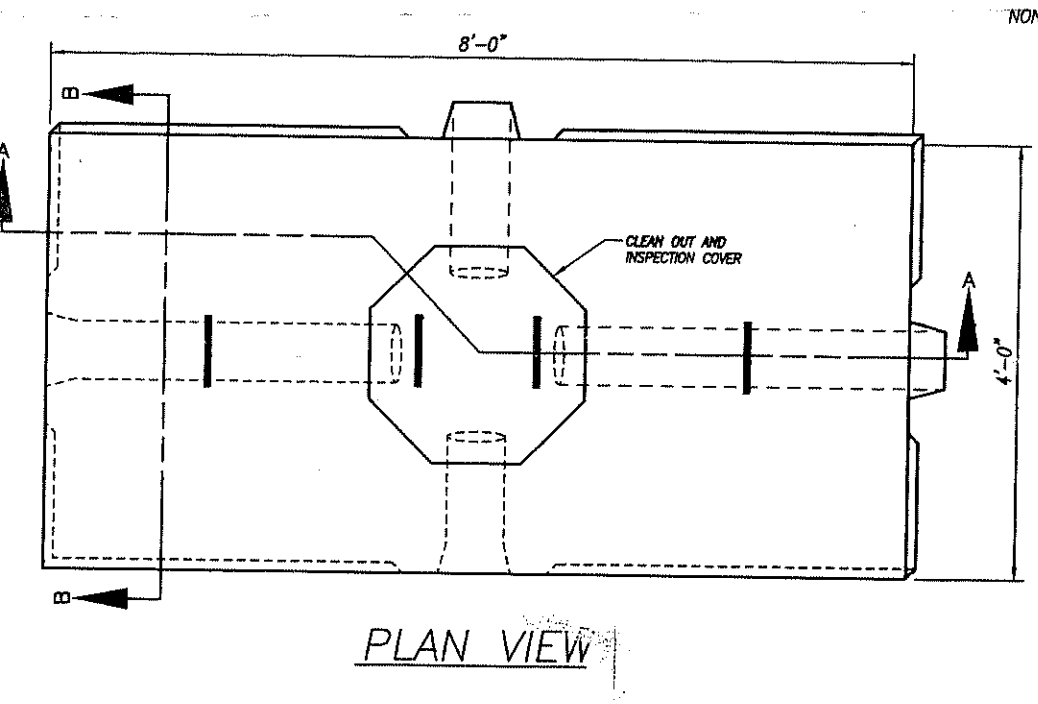 NON
8'-0"
B
A
CLEAN OUT AND
INSPECTION COVER
A
4'-0"
B
PLAN VIEW